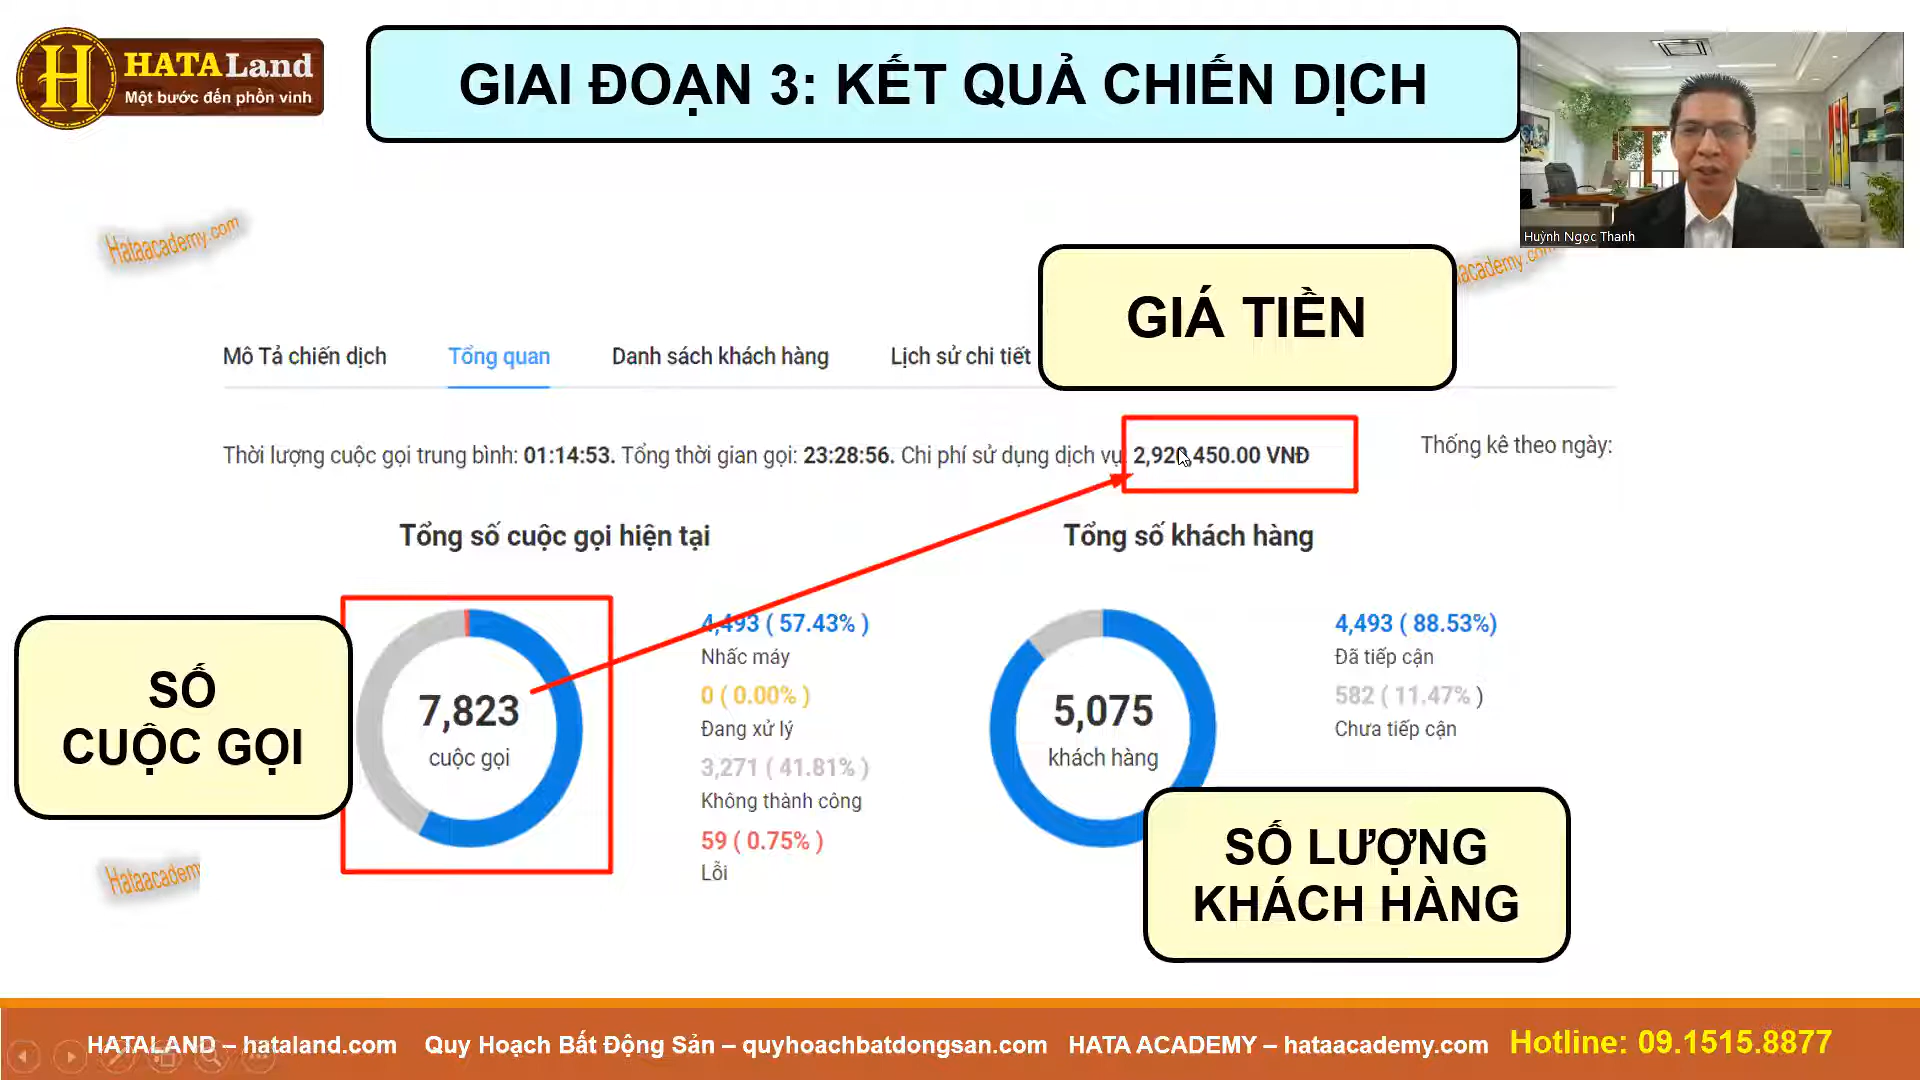 HATA Land
Một bước đến phồn vinh
GIAI ĐOẠN 3: KẾT QUẢ CHIẾN DỊCH
Huỳnh Ngọc Thanh
Hataacademy.com
academy.com
GIÁ TIỀN
Mô Tả chiến dịch
Tổng quan
Danh sách khách hàng
Lịch sử chi tiết
Thời lượng cuộc gọi trung bình: 01:14:53. Tổng thời gian gọi: 23:28:56. Chi phí sử dụng dịch vụ 2,920,450.00 VNĐ
Thống kê theo ngày:
Tổng số cuộc gọi hiện tại
Tổng số khách hàng
SỐ
CUỘC GỌI
7,823
cuộc gọi
4,493 ( 57.43% )
Nhấc máy
0 ( 0.00% )
Đang xử lý
3,271 ( 41.81% )
Không thành công
59 ( 0.75% )
Lỗi
5,075
khách hàng
4,493 ( 88.53%)
Đã tiếp cận
582 ( 11.47% )
Chưa tiếp cận
SỐ LƯỢNG
KHÁCH HÀNG
Hataacademy
HATALAND – hataland.com
Quy Hoạch Bất Động Sản – quyhoachbatdongsan.com
HATA ACADEMY – hataacademy.com
Hotline: 09.1515.8877